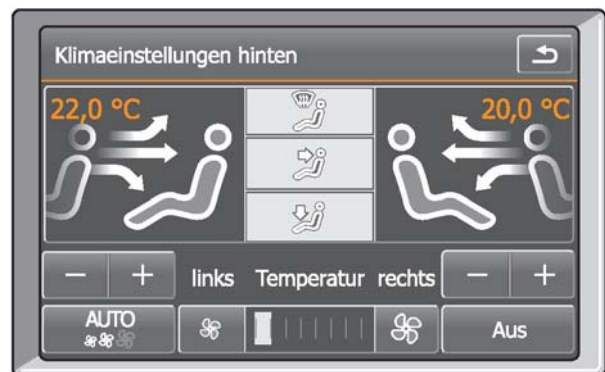 Klimaeinstellungen hinten
22,0 °C
20,0 °C
− + links Temperatur rechts − +
AUTO
Aus